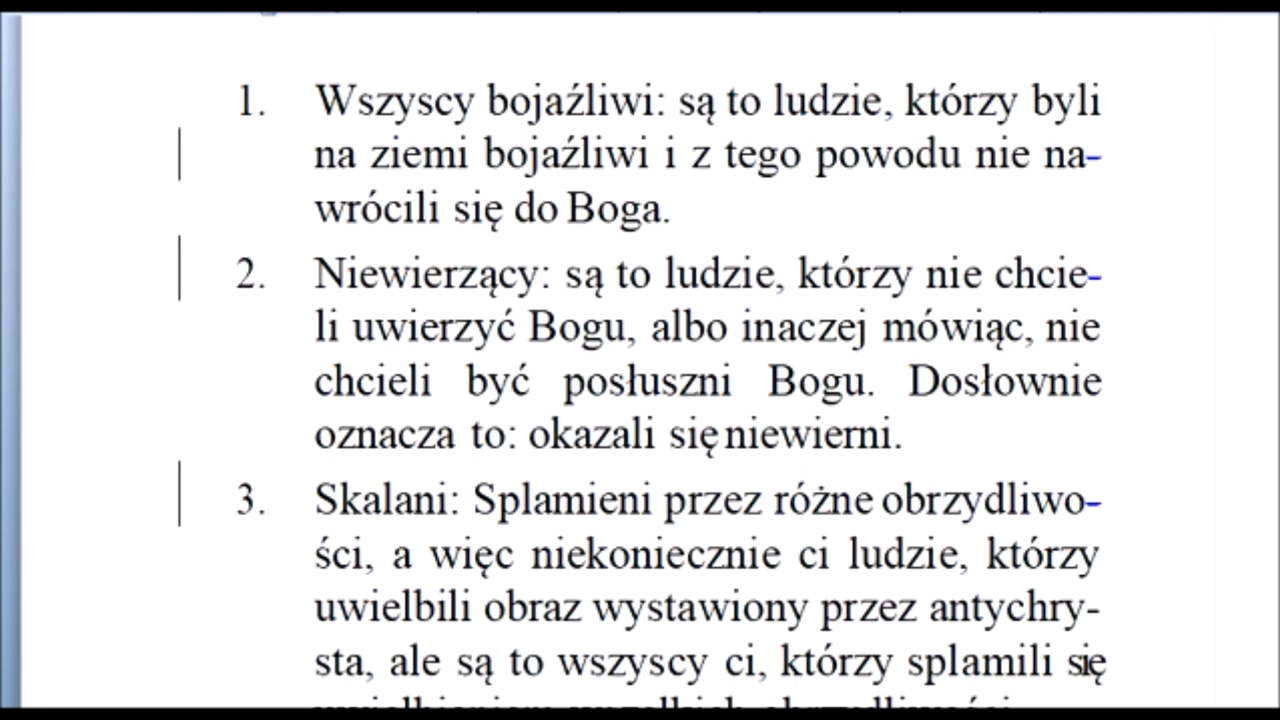 1. Wszyscy bojaźliwi: są to ludzie, którzy byli
na ziemi bojaźliwi i z tego powodu nie na-
wrócili się do Boga.
2. Niewierzący: są to ludzie, którzy nie chcie-
li uwierzyć Bogu, albo inaczej mówiąc, nie
chcieli być posłuszni Bogu. Dosłownie
oznacza to: okazali się niewierni.
3. Skalani: Splamieni przez różne obrzydliwo-
ści, a więc niekoniecznie ci ludzie, którzy
uwielbili obraz wystawiony przez antychry-
sta, ale są to wszyscy ci, którzy splamili się